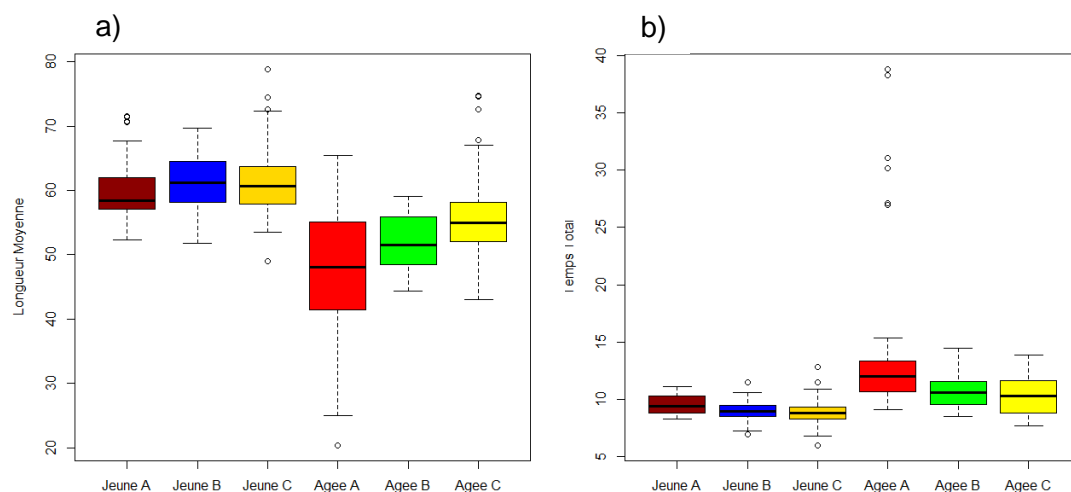 a)
Longueur Moyenne
80
70
60
50
40
30
20
Jeune A Jeune B Jeune C Agee A Agee B Agee C
b)
Temps Total
40
35
30
25
20
15
10
5
Jeune A Jeune B Jeune C Agee A Agee B Agee C